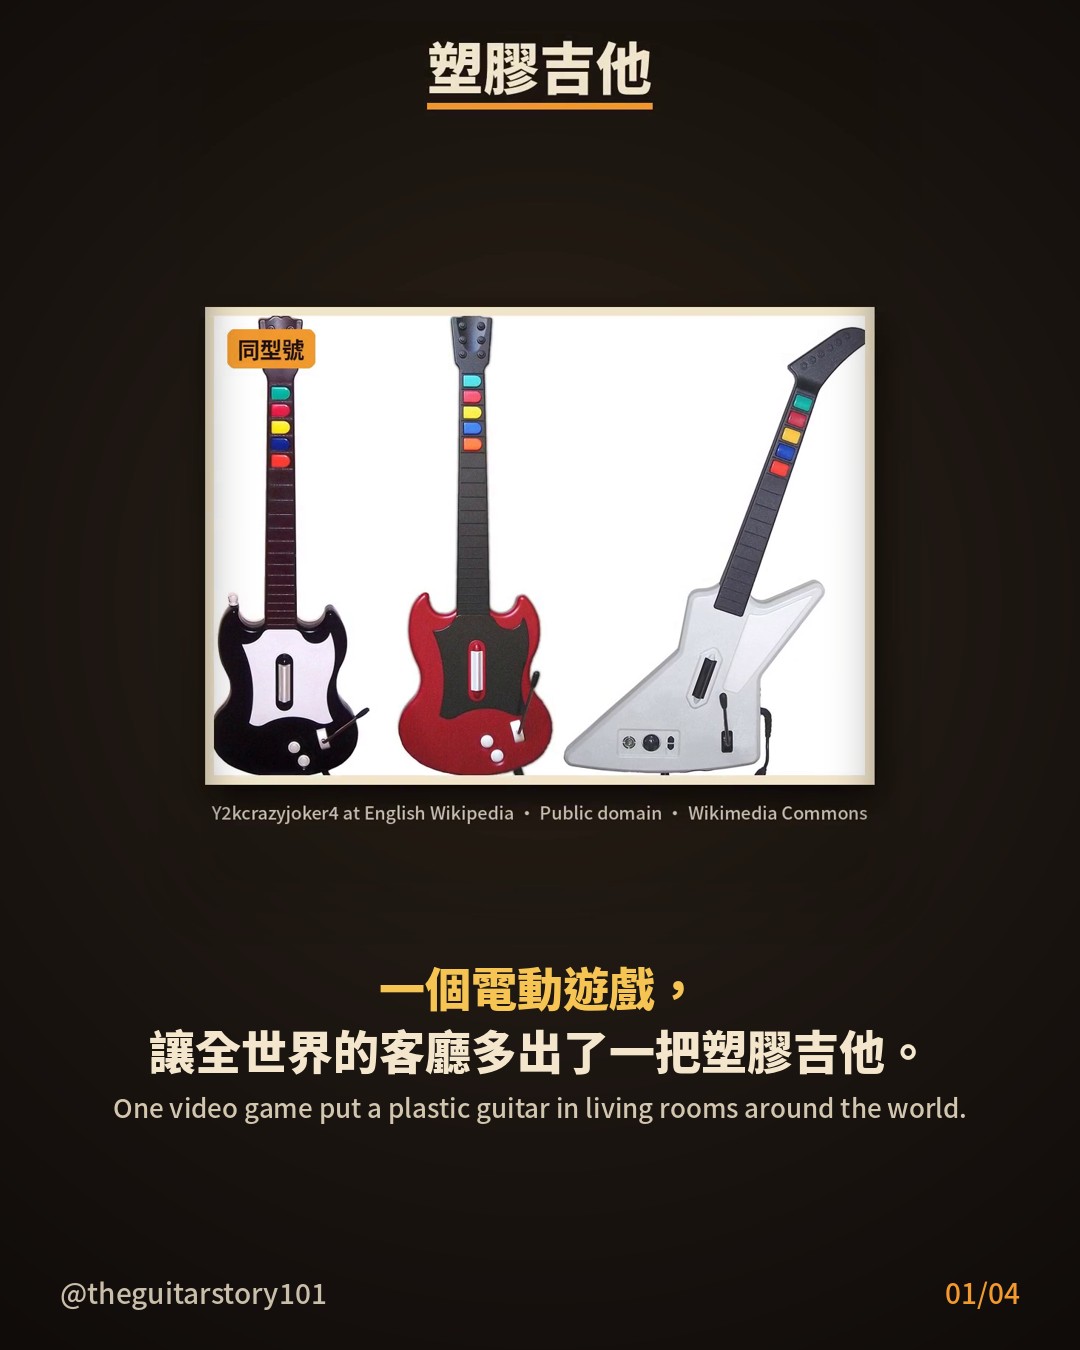 塑膠吉他
同型號
Y2kcrazyjoker4 at English Wikipedia • Public domain • Wikimedia Commons
一個電動遊戲，
讓全世界的客廳多出了一把塑膠吉他。
One video game put a plastic guitar in living rooms around the world.
@theguitarstory101
01/04